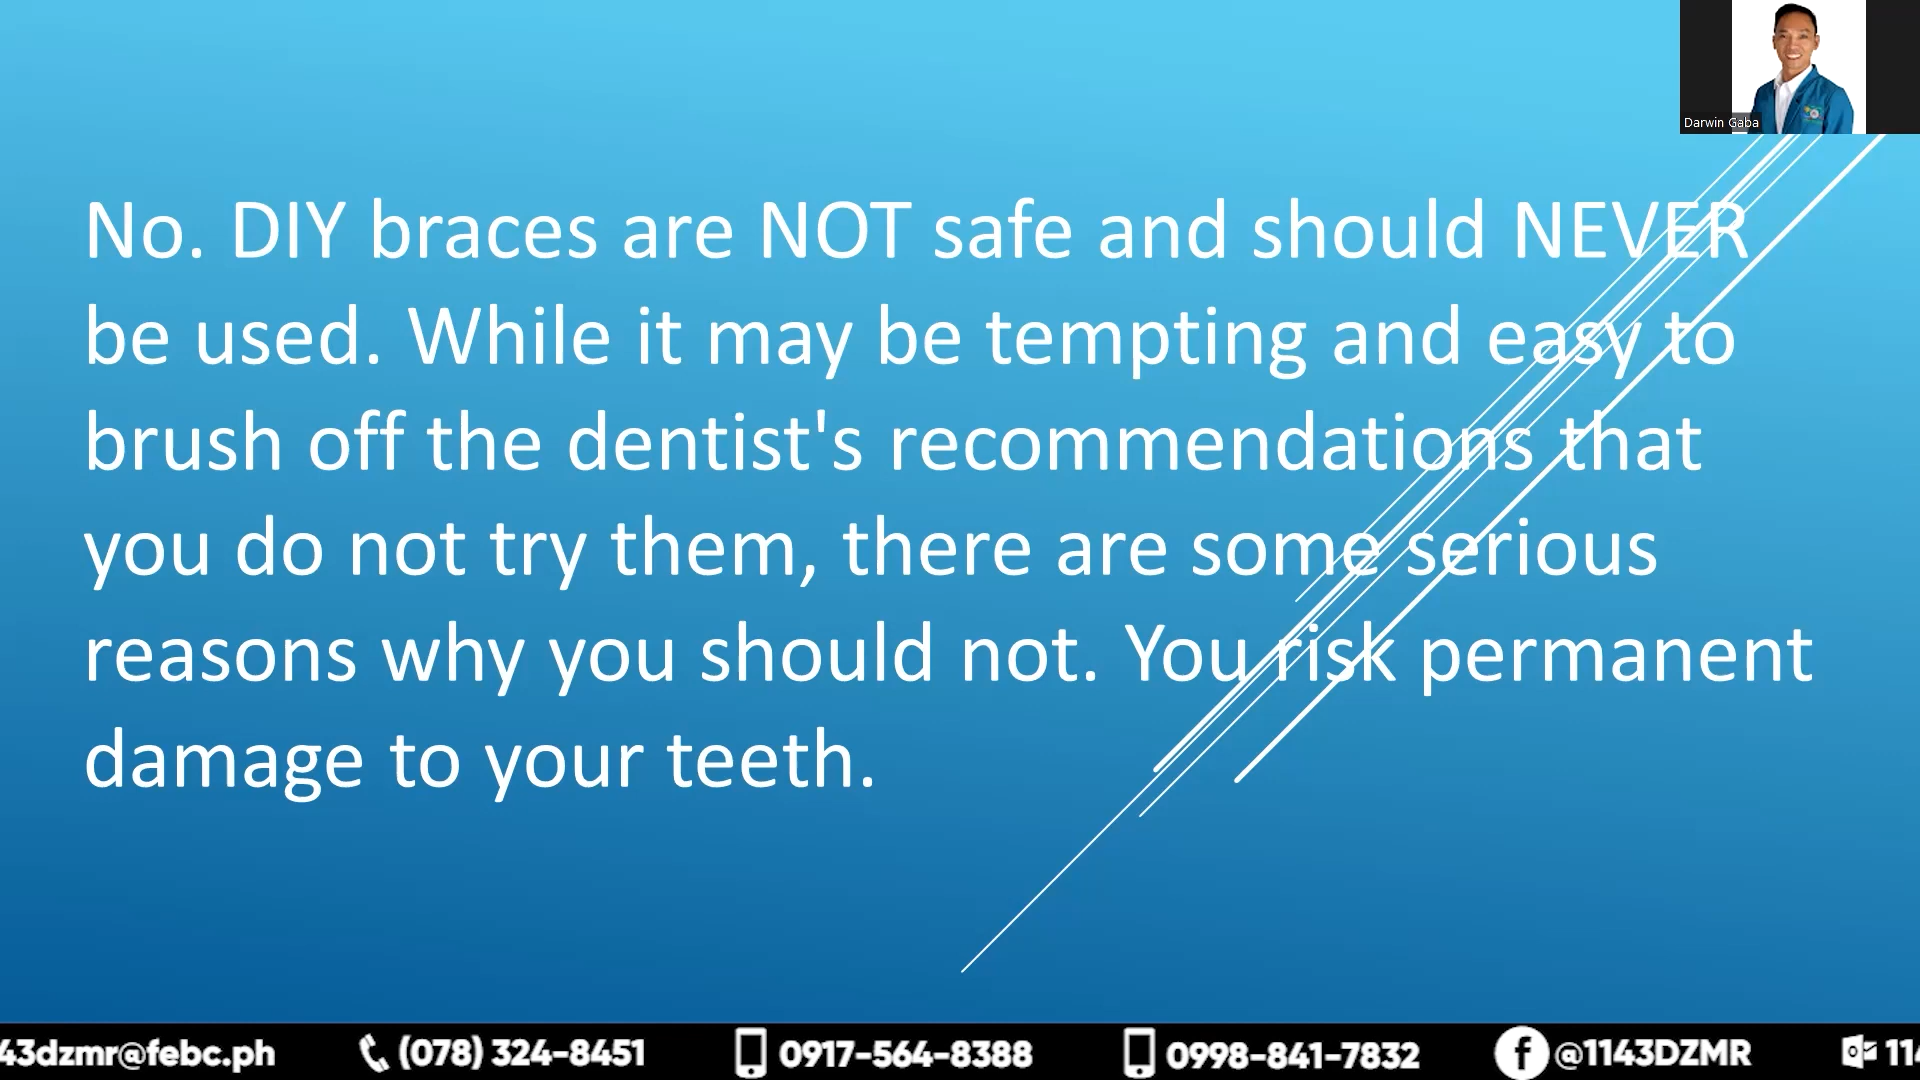 Darwin Gaba
No. DIY braces are NOT safe and should NEVER
be used. While it may be tempting and easy to
brush off the dentist's recommendations that
you do not try them, there are some serious
reasons why you should not. You risk permanent
damage to your teeth.
43dzmr@febc.ph (078) 324-8451 0917-564-8388 0998-841-7832 @1143DZMR 114